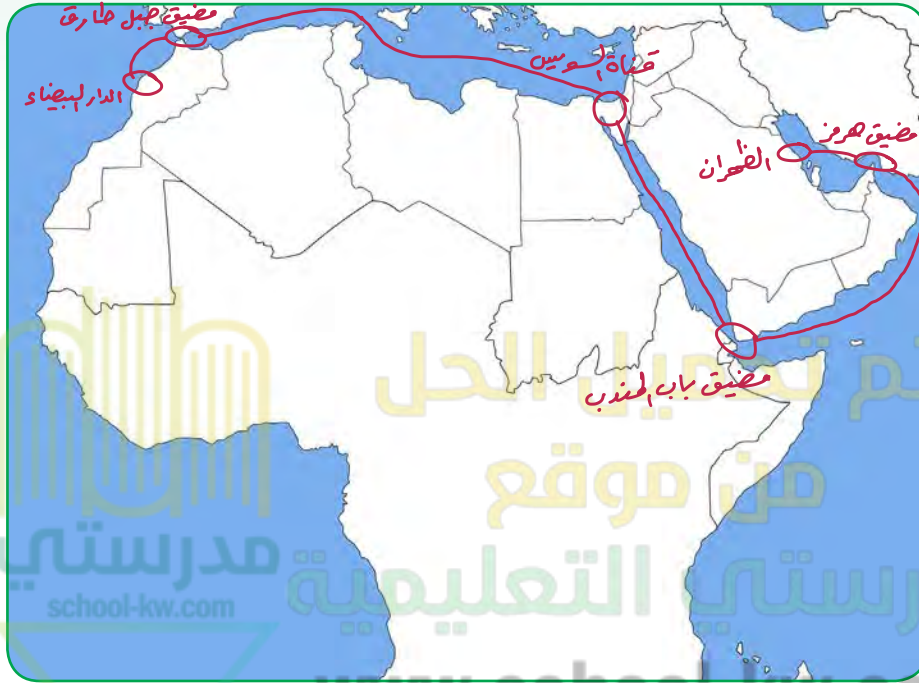 مضيق جبل طارق
الدار البيضاء
قناة السويس
مضيق هرمز
الظهران
مضيق باب المندب
تم تحميل الحل
من موقع
مدرستي
school-kw.com
رستي التعليمية